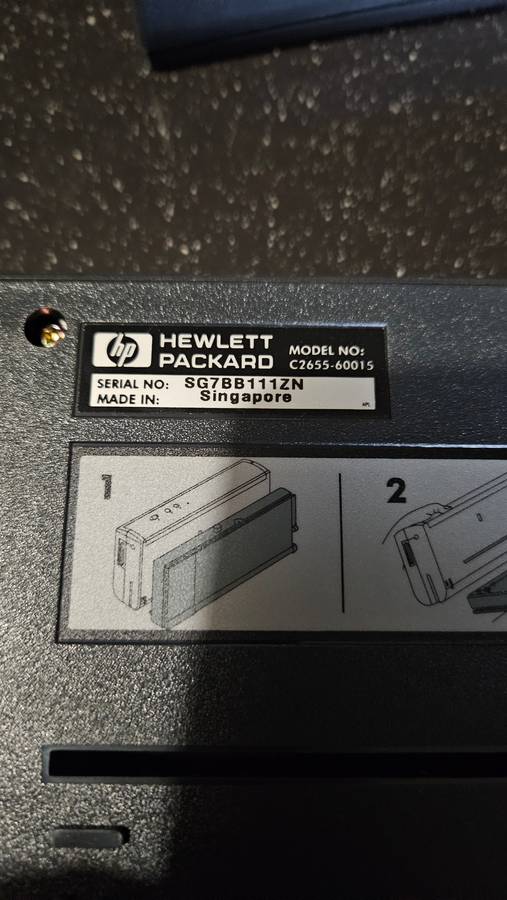 hp HEWLETT
PACKARD
MODEL NO:
C2655-60015
SERIAL NO: SG7BB111ZN
MADE IN: Singapore
1
2